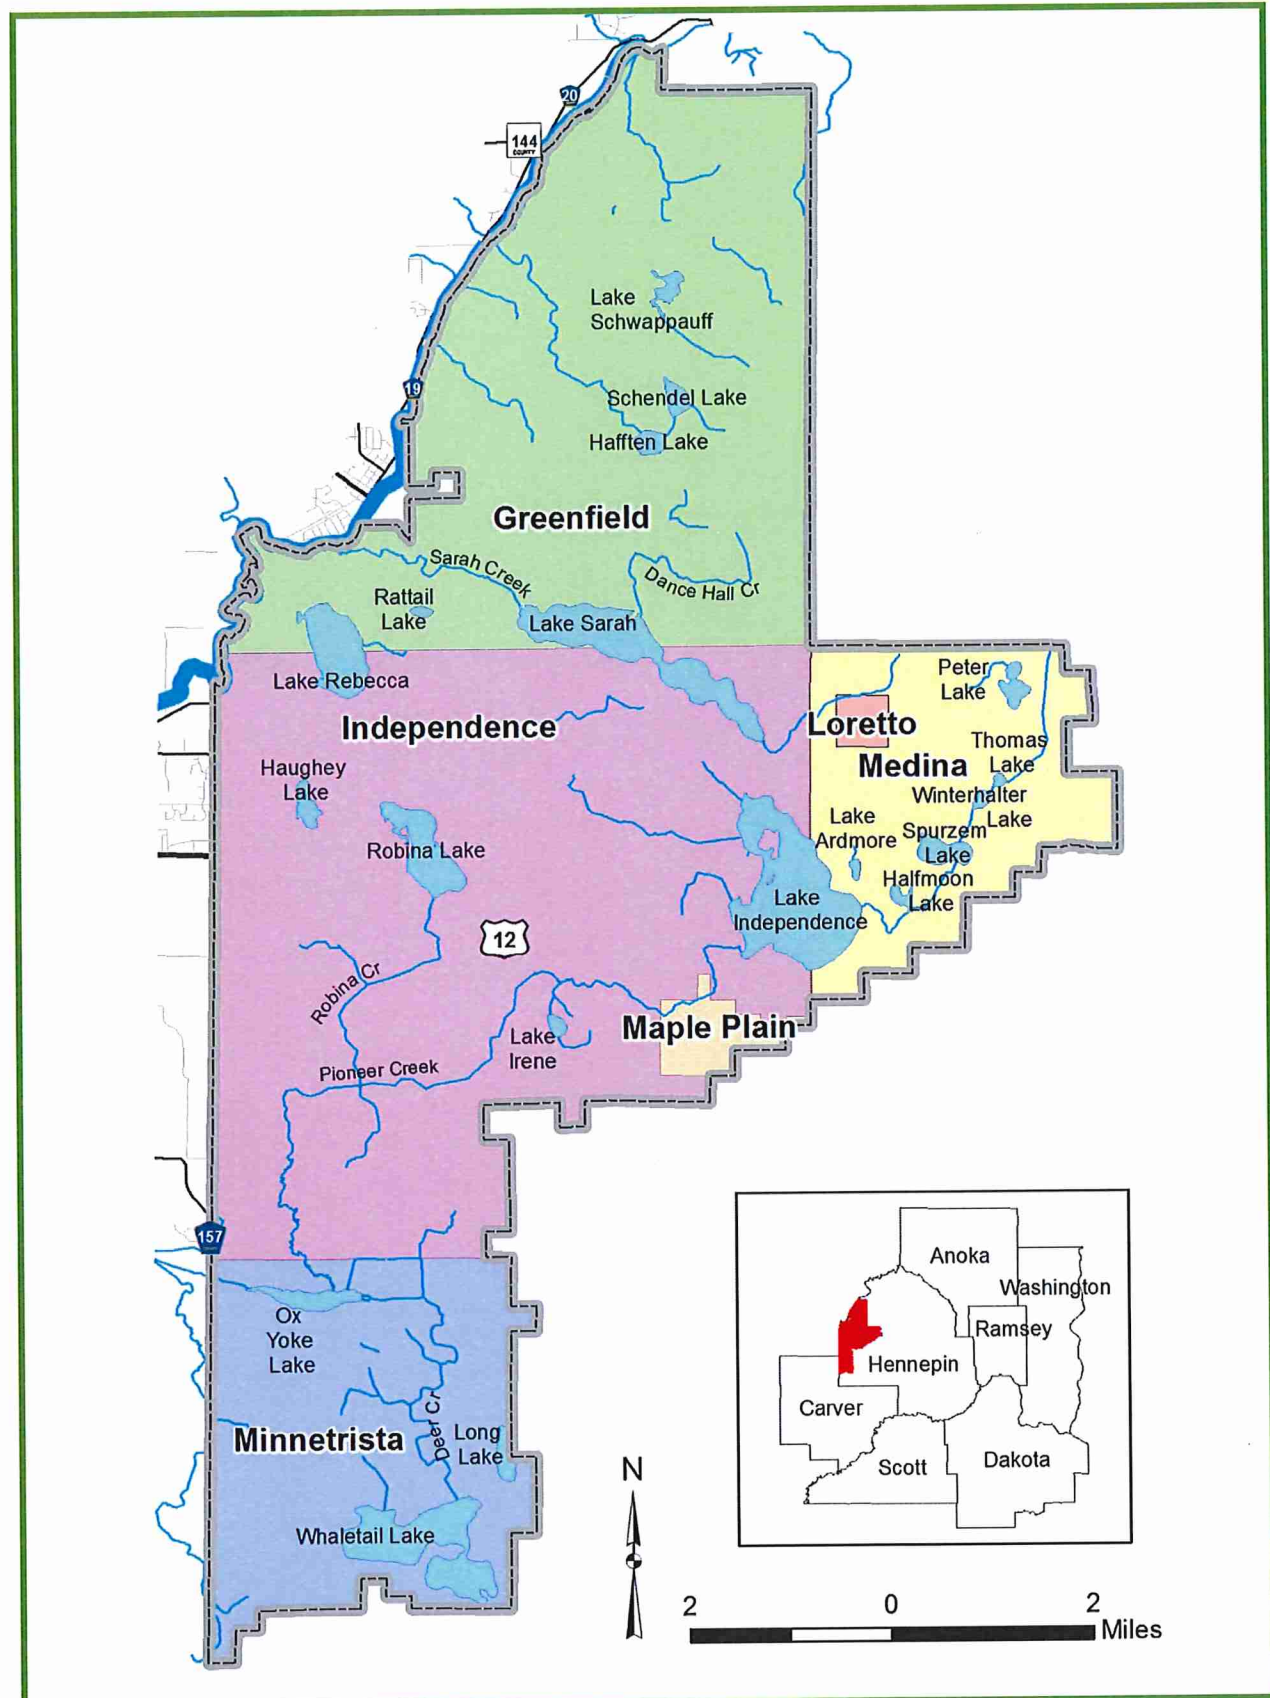 20
144
COUNTY
Lake
Schwappauff
19
Schendel Lake
Hafften Lake
Greenfield
Sarah Creek
Dance Hall Cr
Rattail
Lake
Lake Sarah
Peter
Lake
Lake Rebecca
Independence
Loretto
Thomas
Lake
Medina
Haughey
Lake
Winterhalter
Lake
Lake
Ardmore
Spurzem
Lake
Robina Lake
Halfmoon
Lake
Lake
Independence
12
Robina Cr
Maple Plain
Lake
Irene
Pioneer Creek
157
Anoka
Washington
Ramsey
Hennepin
Carver
Scott
Dakota
Ox
Yoke
Lake
Deer Cr
Minnetrista
Long
Lake
Whaletail Lake
N
2
0
2
Miles